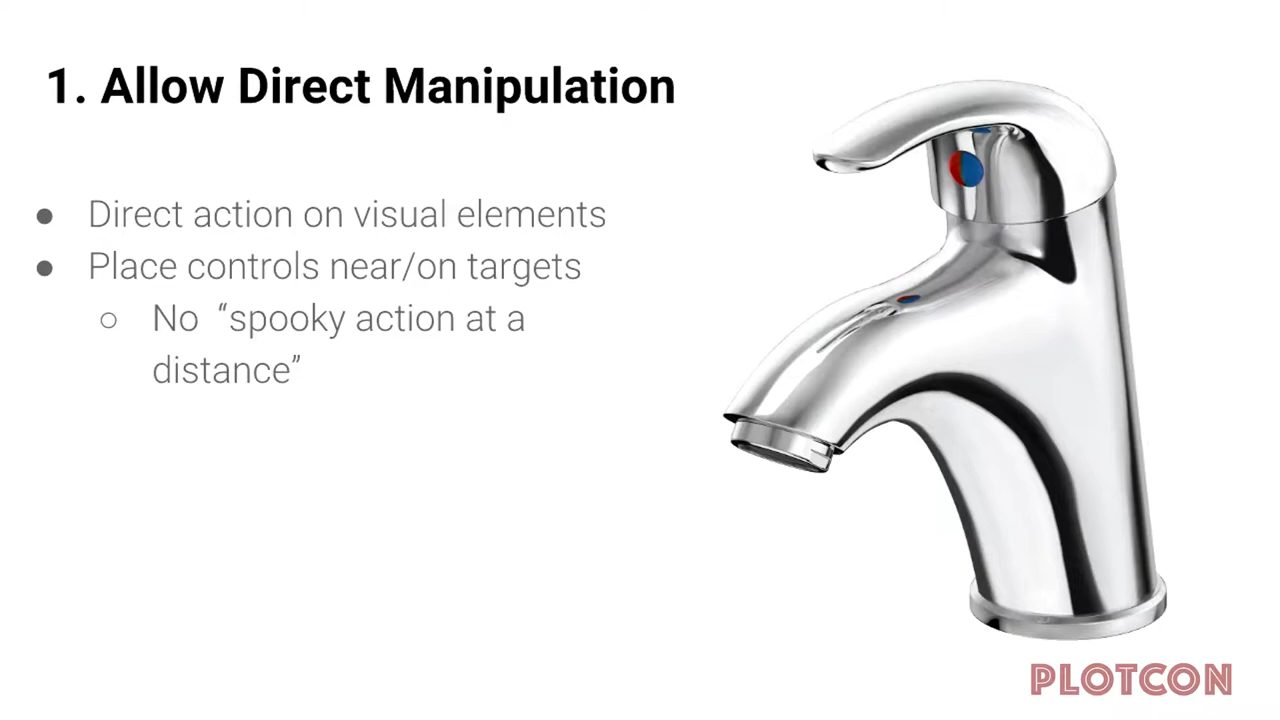 1. Allow Direct Manipulation
● Direct action on visual elements
● Place controls near/on targets
○ No “spooky action at a
distance”
PLOTCON